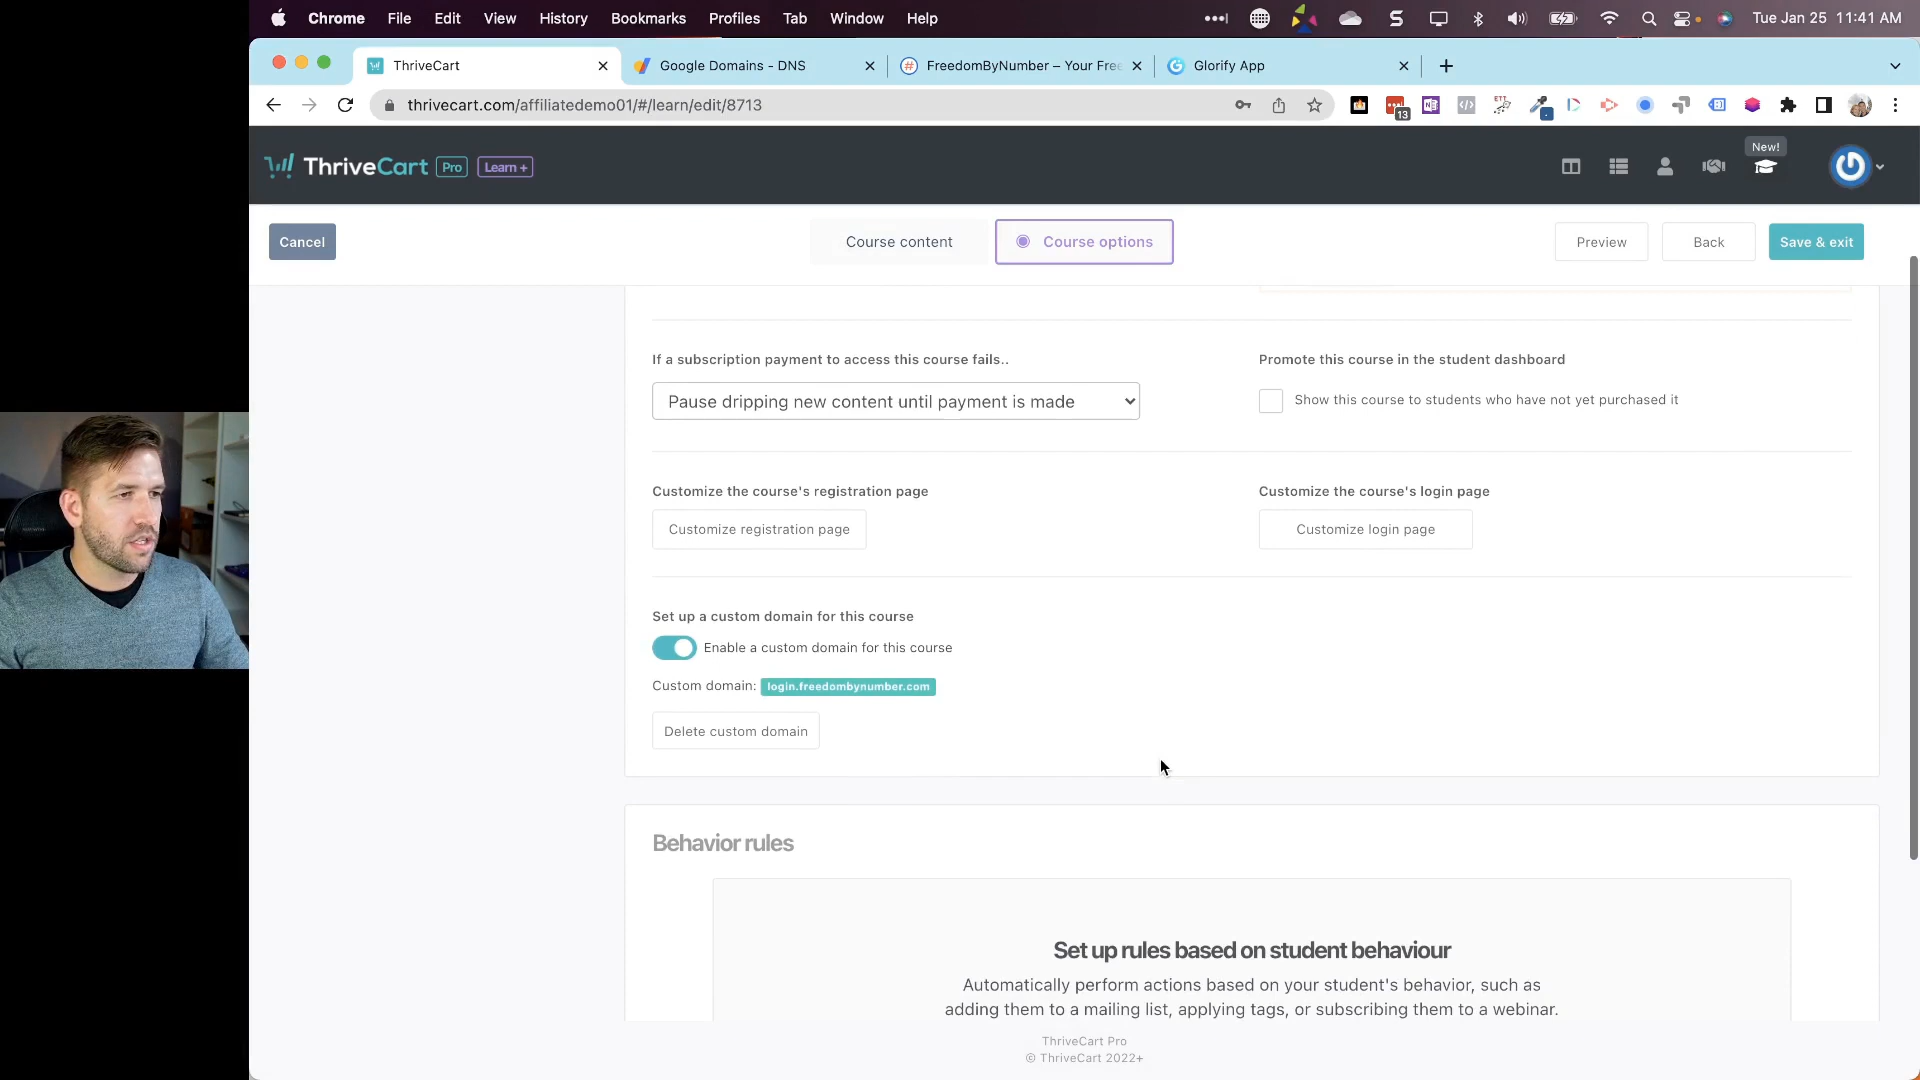 Chrome File Edit View History Bookmarks Profiles Tab Window Help Tue Jan 25 11:41 AM
ThriveCart Google Domains - DNS FreedomByNumber – Your Free Glorify App
thrivecart.com/affiliatedemo01/#/learn/edit/8713 13
ThriveCart Pro Learn + New!
Cancel Course content Course options Preview Back Save & exit
If a subscription payment to access this course fails..
Pause dripping new content until payment is made
Promote this course in the student dashboard
Show this course to students who have not yet purchased it
Customize the course's registration page
Customize registration page
Customize the course's login page
Customize login page
Set up a custom domain for this course
Enable a custom domain for this course
Custom domain: login.freedombynumber.com
Delete custom domain
Behavior rules
Set up rules based on student behaviour
Automatically perform actions based on your student's behavior, such as
adding them to a mailing list, applying tags, or subscribing them to a webinar.
ThriveCart Pro
© ThriveCart 2022+